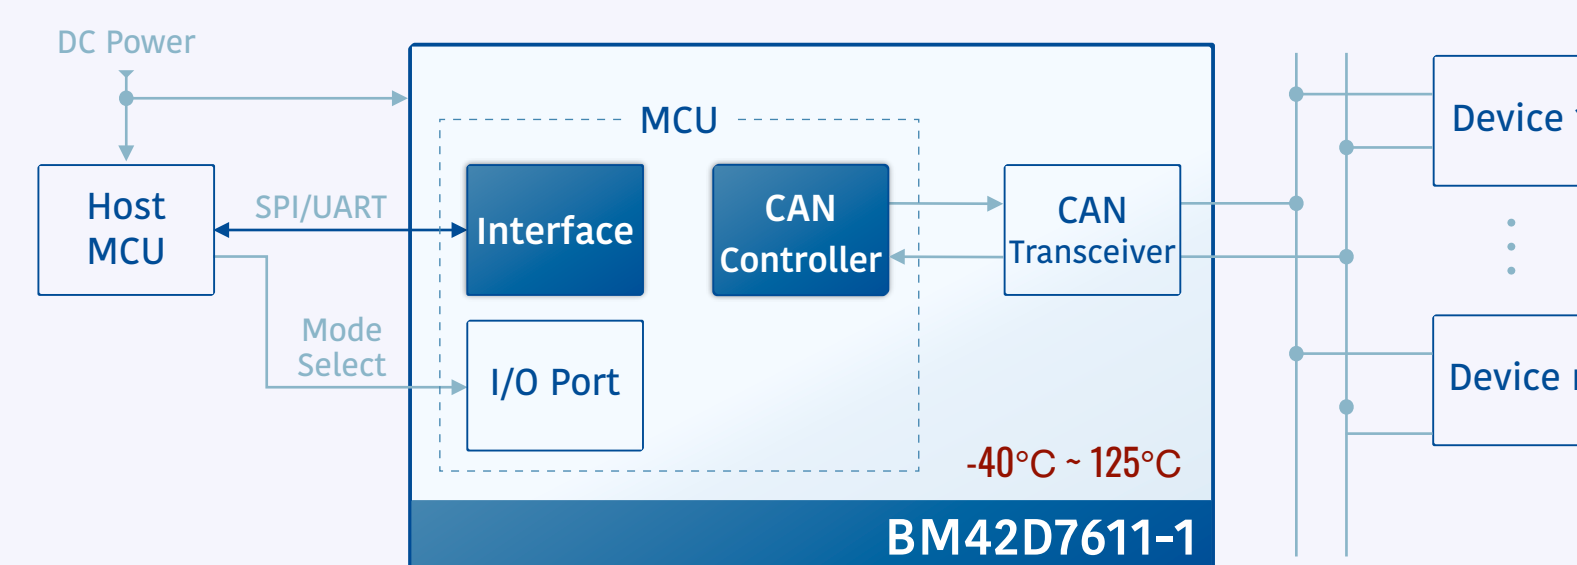 DC Power
MCU
Host
MCU
SPI/UART
Interface
CAN
Controller
CAN
Transceiver
Device
Mode
Select
I/O Port
Device
-40°C ~ 125°C
BM42D7611-1